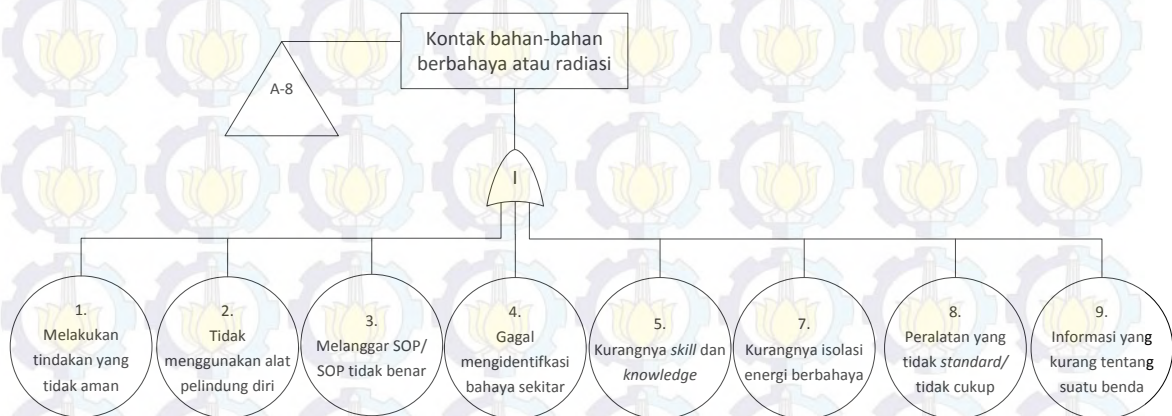 Kontak bahan-bahan
berbahaya atau radiasi
A-8
I
1.
Melakukan
tindakan yang
tidak aman
2.
Tidak
menggunakan alat
pelindung diri
3.
Melanggar SOP/
SOP tidak benar
4.
Gagal
mengidentifkasi
bahaya sekitar
5.
Kurangnya skill dan
knowledge
7.
Kurangnya isolasi
energi berbahaya
8.
Peralatan yang
tidak standard/
tidak cukup
9.
Informasi yang
kurang tentang
suatu benda